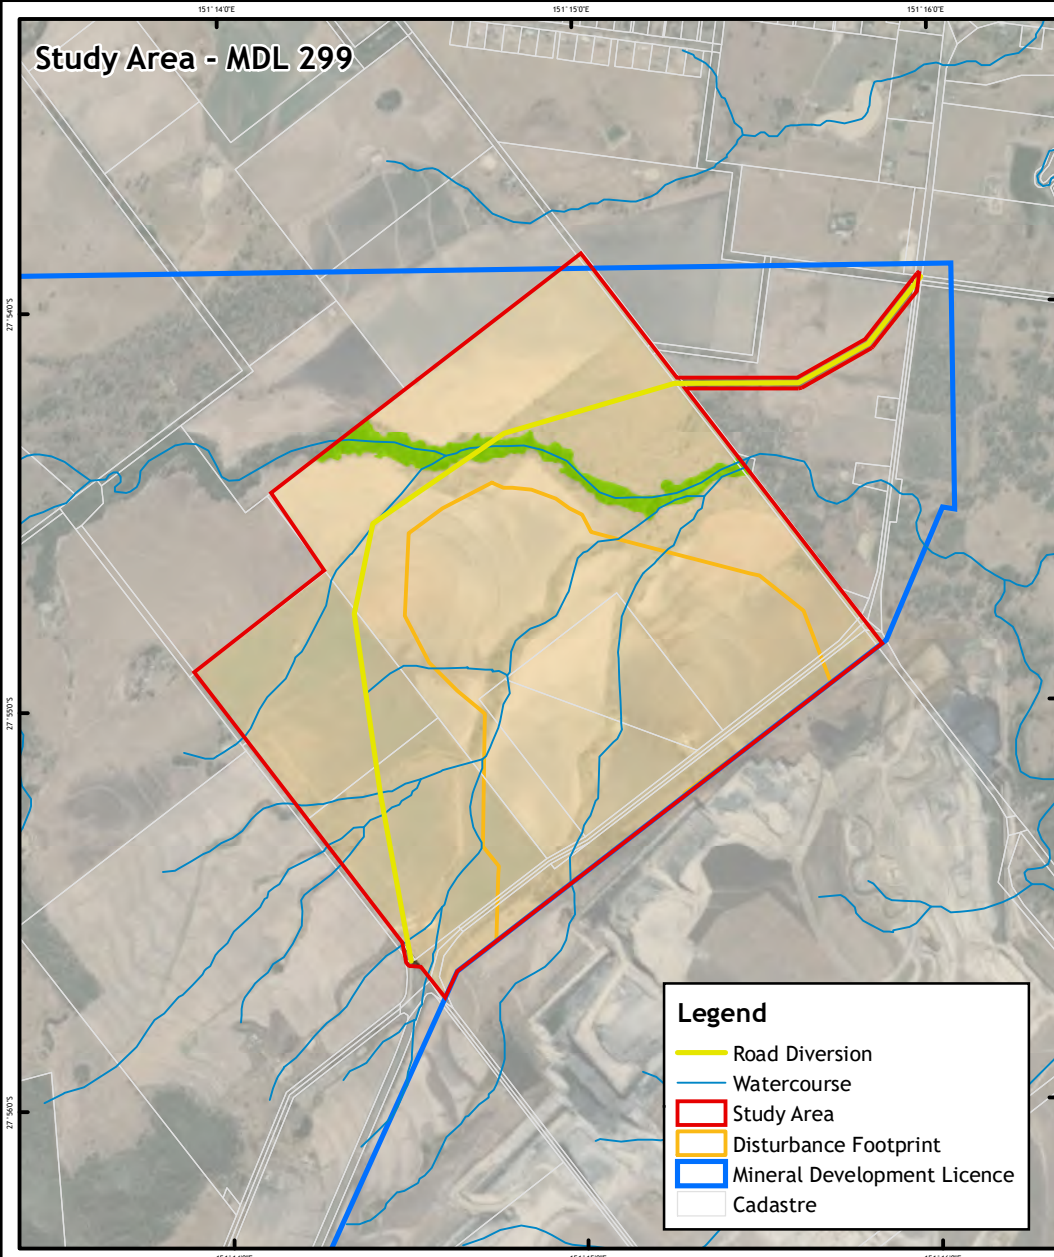 151°14'0"E
151°15'0"E
151°16'0"E
Study Area - MDL 299
27°54'0"S
27°55'0"S
27°56'0"S
Legend
Road Diversion
Watercourse
Study Area
Disturbance Footprint
Mineral Development Licence
Cadastre